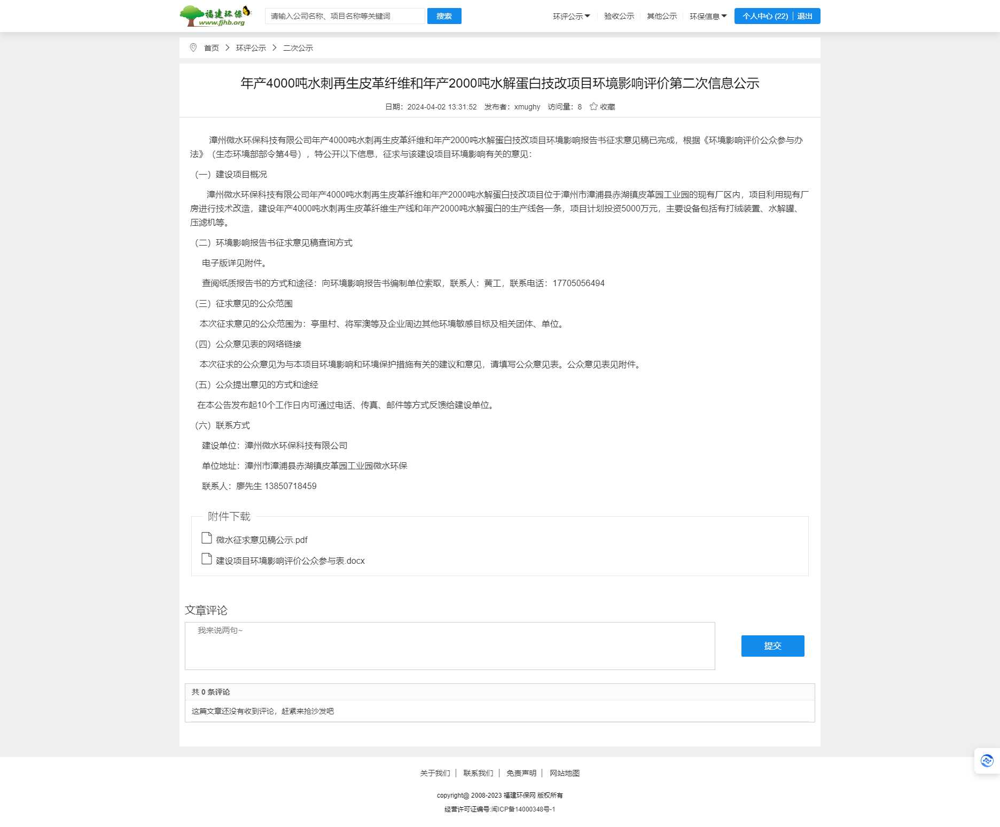 福建环保
www.fjhb.org
请输入公司名称、项目名称等关键词
搜索
环评公示
验收公示
其他公示
环保信息
个人中心 (22)
退出
首页
环评公示
二次公示
年产4000吨水刺再生皮革纤维和年产2000吨水解蛋白技改项目环境影响评价第二次信息公示
日期：2024-04-02 13:31:52 发布者：xmughy 访问量：8 收藏
漳州微水环保科技有限公司年产4000吨水刺再生皮革纤维和年产2000吨水解蛋白技改项目环境影响报告书征求意见稿已完成，根据《环境影响评价公众参与办
法》（生态环境部部令第4号），特公开以下信息，征求与该建设项目环境影响有关的意见：
（一）建设项目概况
漳州微水环保科技有限公司年产4000吨水刺再生皮革纤维和年产2000吨水解蛋白技改项目位于漳州市漳浦县赤湖镇皮革园工业园的现有厂区内，项目利用现有厂
房进行技术改造，建设年产4000吨水刺再生皮革纤维生产线和年产2000吨水解蛋白的生产线各一条，项目计划投资5000万元，主要设备包括有打绒装置、水解罐、
压滤机等。
（二）环境影响报告书征求意见稿查询方式
电子版详见附件。
查阅纸质报告书的方式和途径：向环境影响报告书编制单位索取，联系人：黄工，联系电话：17705056494
（三）征求意见的公众范围
本次征求意见的公众范围为：亭里村、将军澳等及企业周边其他环境敏感目标及相关团体、单位。
（四）公众意见表的网络链接
本次征求的公众意见为与本项目环境影响和环境保护措施有关的建议和意见，请填写公众意见表。公众意见表见附件。
（五）公众提出意见的方式和途经
在本公告发布起10个工作日内可通过电话、传真、邮件等方式反馈给建设单位。
（六）联系方式
建设单位：漳州微水环保科技有限公司
单位地址：漳州市漳浦县赤湖镇皮革园工业园微水环保
联系人：廖先生 13850718459
附件下载
微水征求意见稿公示.pdf
建设项目环境影响评价公众参与表.docx
文章评论
我来说两句~
提交
共 0 条评论
这篇文章还没有收到评论，赶紧来抢沙发吧
关于我们
联系我们
免责声明
网站地图
copyright@ 2008-2023 福建环保网 版权所有
经营许可证编号:闽ICP备14000348号-1